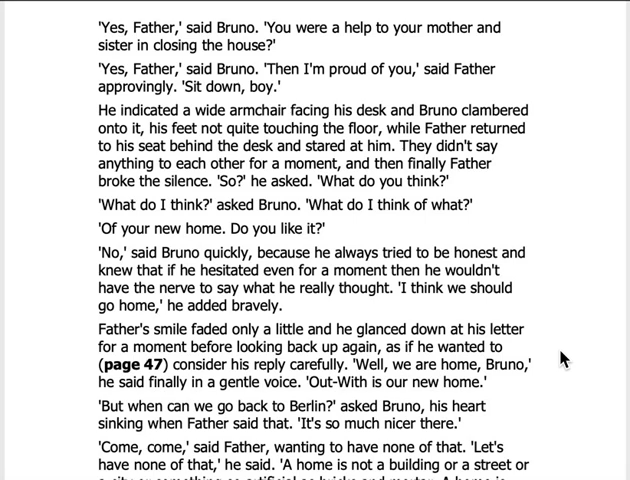 'Yes, Father,' said Bruno. 'You were a help to your mother and
sister in closing the house?'
'Yes, Father,' said Bruno. 'Then I'm proud of you,' said Father
approvingly. 'Sit down, boy.'
He indicated a wide armchair facing his desk and Bruno clambered
onto it, his feet not quite touching the floor, while Father returned
to his seat behind the desk and stared at him. They didn't say
anything to each other for a moment, and then finally Father
broke the silence. 'So?' he asked. 'What do you think?'
'What do I think?' asked Bruno. 'What do I think of what?'
'Of your new home. Do you like it?'
'No,' said Bruno quickly, because he always tried to be honest and
knew that if he hesitated even for a moment then he wouldn't
have the nerve to say what he really thought. 'I think we should
go home,' he added bravely.
Father's smile faded only a little and he glanced down at his letter
for a moment before looking back up again, as if he wanted to
(page 47) consider his reply carefully. 'Well, we are home, Bruno,'
he said finally in a gentle voice. 'Out-With is our new home.'
'But when can we go back to Berlin?' asked Bruno, his heart
sinking when Father said that. 'It's so much nicer there.'
'Come, come,' said Father, wanting to have none of that. 'Let's
have none of that,' he said. 'A home is not a building or a street or